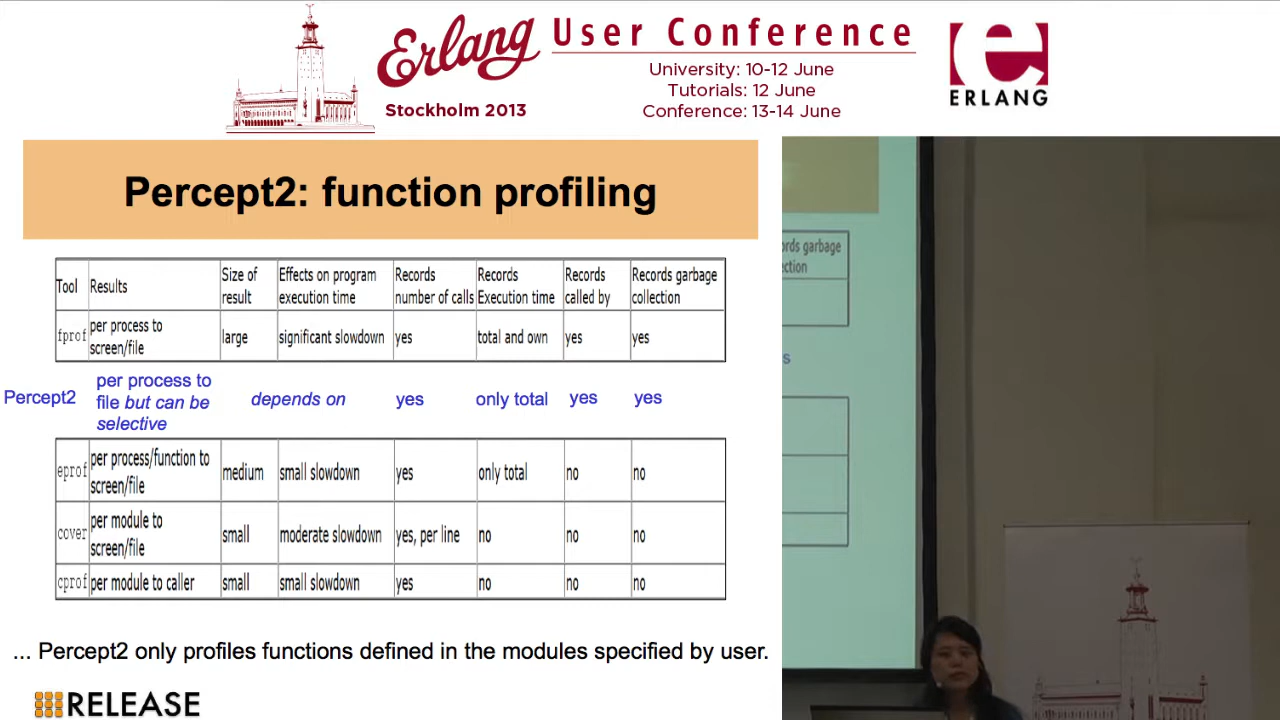 Erlang User Conference
Stockholm 2013
University: 10-12 June
Tutorials: 12 June
Conference: 13-14 June
ERLANG
Percept2: function profiling
Tool Results Size of result Effects on program execution time Records number of calls Records Execution time Records called by Records garbage collection
fprof per process to screen/file large significant slowdown yes total and own yes yes
Percept2 per process to file but can be selective depends on yes only total yes yes
eprof per process/function to screen/file medium small slowdown yes only total no no
cover per module to screen/file small moderate slowdown yes, per line no no no
cprof per module to caller small small slowdown yes no no no
... Percept2 only profiles functions defined in the modules specified by user.
RELEASE
garbage